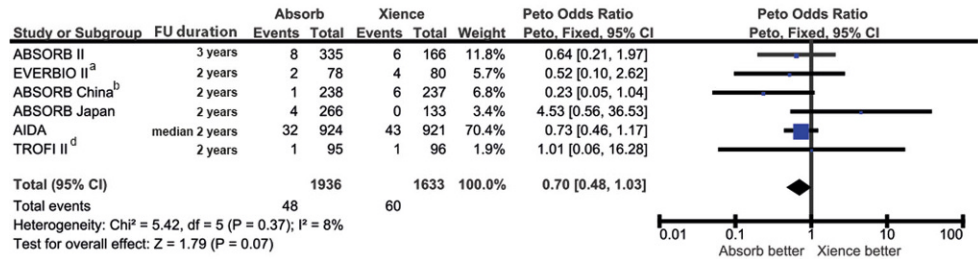 Absorb Xience Peto Odds Ratio Peto Odds Ratio
Study or Subgroup FU duration Events Total Events Total Weight Peto, Fixed, 95% CI Peto, Fixed, 95% CI
ABSORB II 3 years 8 335 6 166 11.8% 0.64 [0.21, 1.97]
EVERBIO IIa 2 years 2 78 4 80 5.7% 0.52 [0.10, 2.62]
ABSORB Chinab 2 years 1 238 6 237 6.8% 0.23 [0.05, 1.04]
ABSORB Japan 2 years 4 266 0 133 3.4% 4.53 [0.56, 36.53]
AIDA median 2 years 32 924 43 921 70.4% 0.73 [0.46, 1.17]
TROFI IId 2 years 1 95 1 96 1.9% 1.01 [0.06, 16.28]
Total (95% CI) 1936 1633 100.0% 0.70 [0.48, 1.03]
Total events 48 60
Heterogeneity: Chi² = 5.42, df = 5 (P = 0.37); I² = 8%
Test for overall effect: Z = 1.79 (P = 0.07)
0.01 0.1 1 10 100
Absorb better Xience better